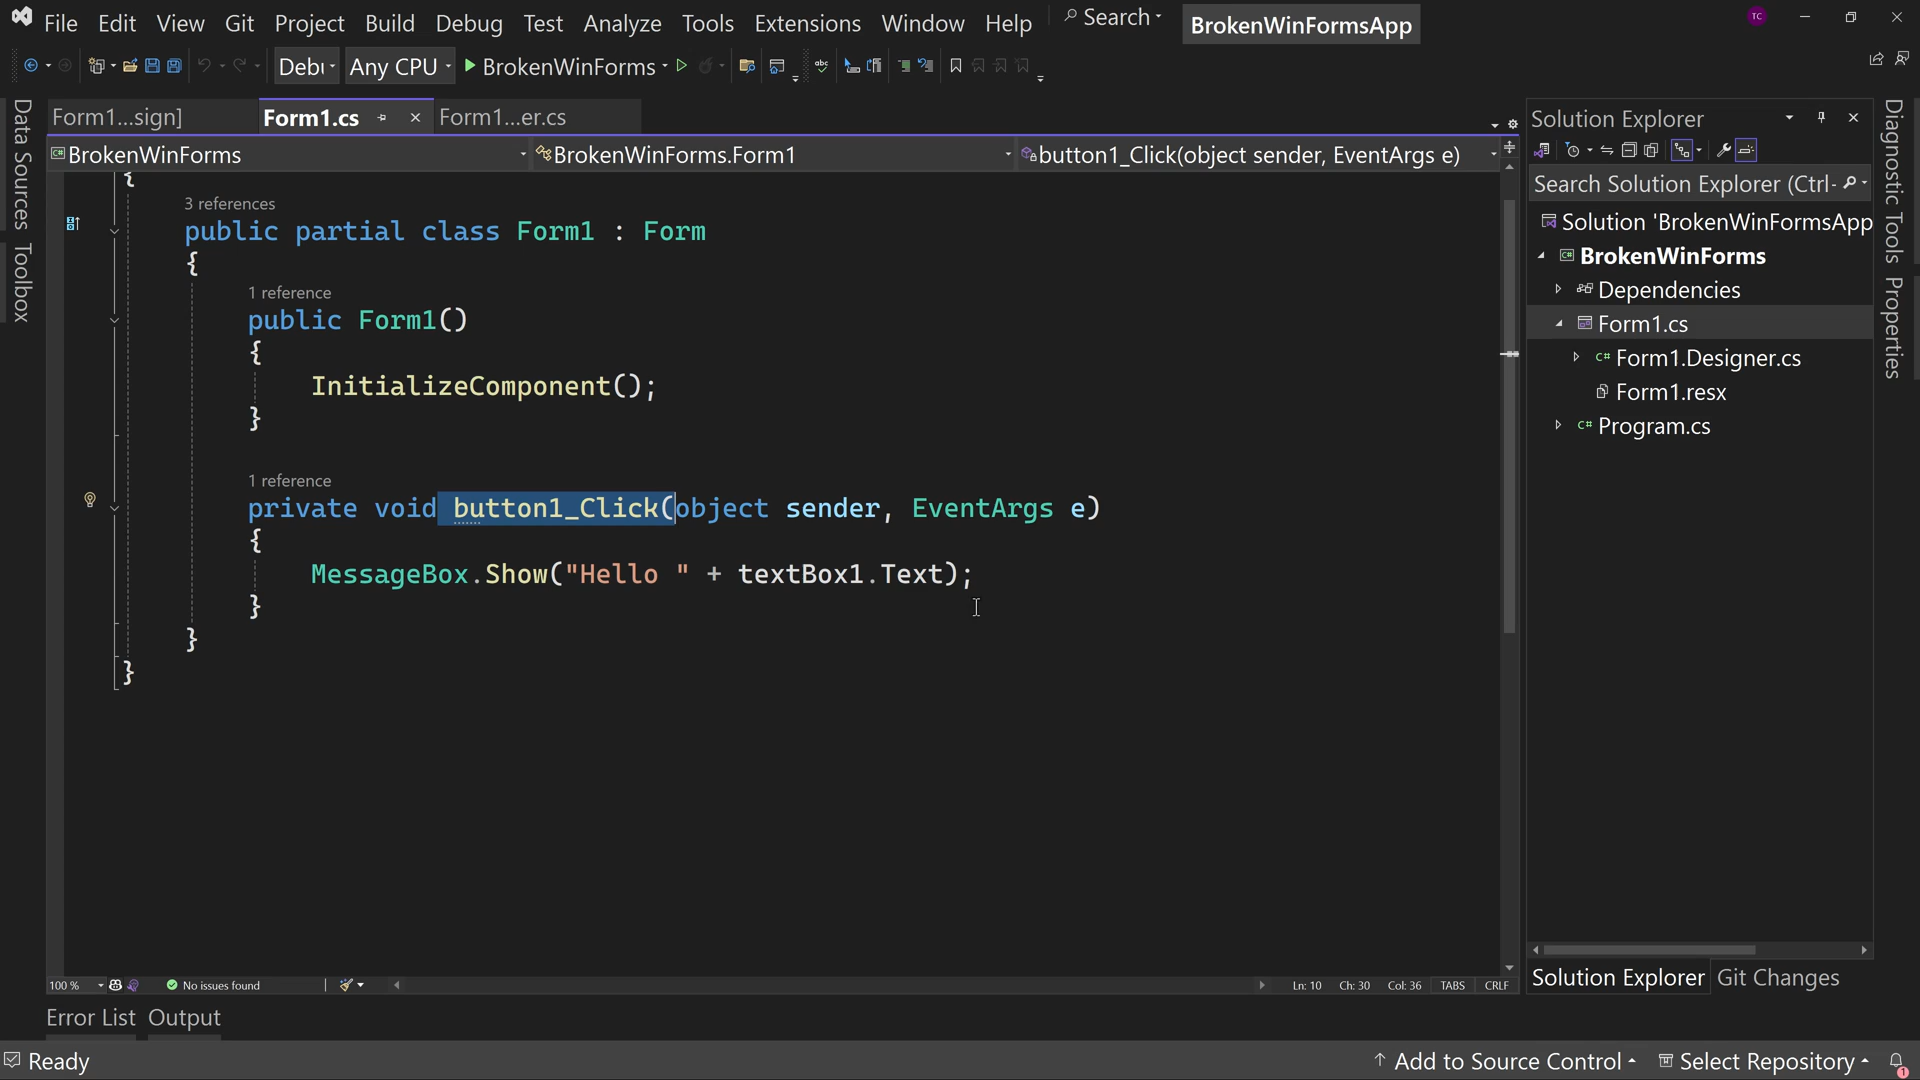 File Edit View Git Project Build Debug Test Analyze Tools Extensions Window Help Search BrokenWinFormsApp TC
Debu Any CPU BrokenWinForms
Form1...sign] Form1.cs Form1...er.cs
BrokenWinForms BrokenWinForms.Form1 button1_Click(object sender, EventArgs e)
Data Sources
Toolbox
{
3 references
public partial class Form1 : Form
{
1 reference
public Form1()
{
InitializeComponent();
}
1 reference
private void button1_Click(object sender, EventArgs e)
{
MessageBox.Show("Hello " + textBox1.Text);
}
}
}
100 % No issues found Ln: 10 Ch: 30 Col: 36 TABS CRLF
Solution Explorer
Search Solution Explorer (Ctrl-
Solution 'BrokenWinFormsApp
BrokenWinForms
Dependencies
Form1.cs
C# Form1.Designer.cs
Form1.resx
C# Program.cs
Solution Explorer Git Changes
Diagnostic Tools
Properties
Error List Output
Ready Add to Source Control Select Repository 1